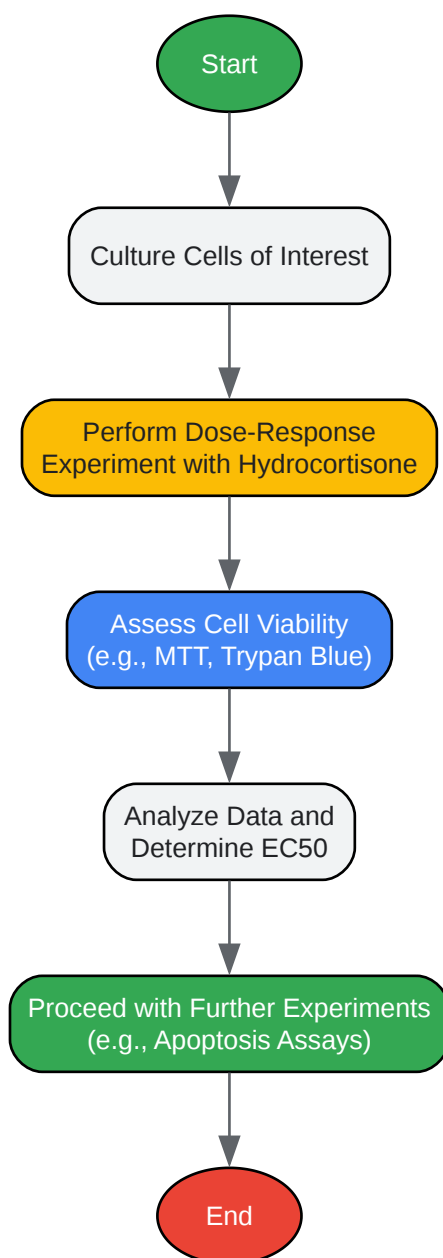 Start
Culture Cells of Interest
Perform Dose-Response
Experiment with Hydrocortisone
Assess Cell Viability
(e.g., MTT, Trypan Blue)
Analyze Data and
Determine EC50
Proceed with Further Experiments
(e.g., Apoptosis Assays)
End